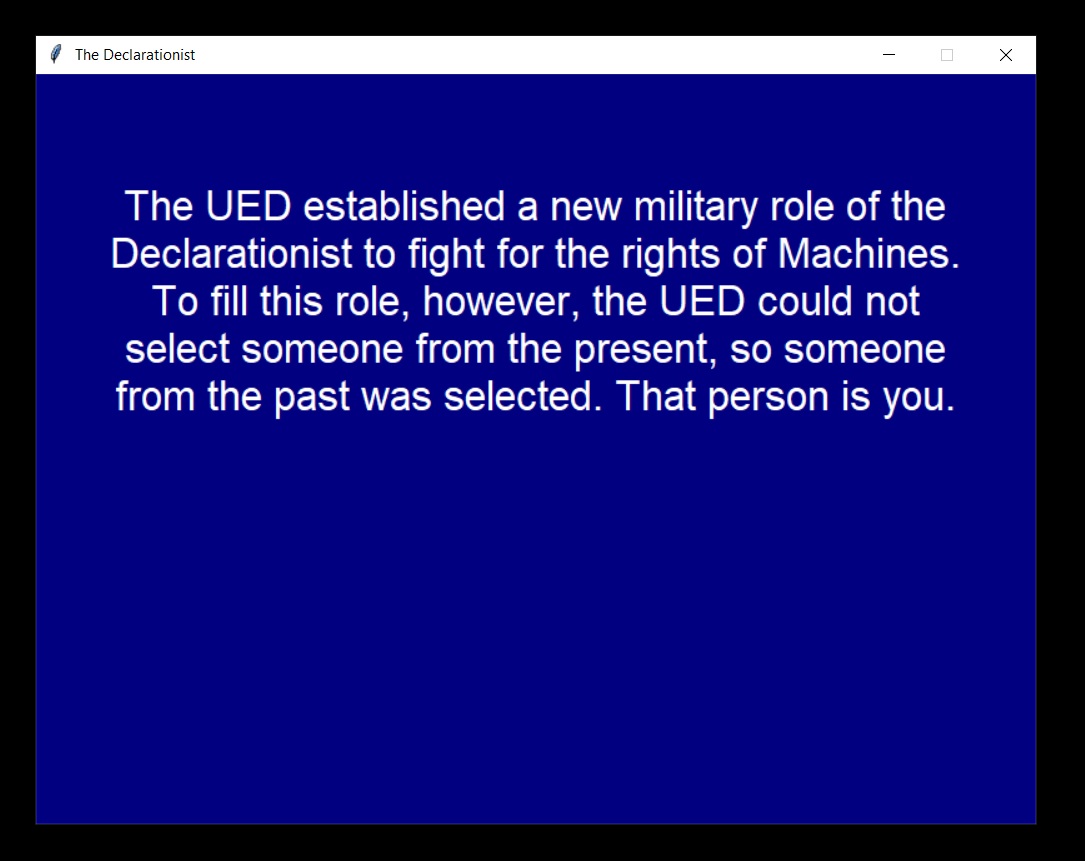 The Declarationist
The UED established a new military role of the
Declarationist to fight for the rights of Machines.
To fill this role, however, the UED could not
select someone from the present, so someone
from the past was selected. That person is you.